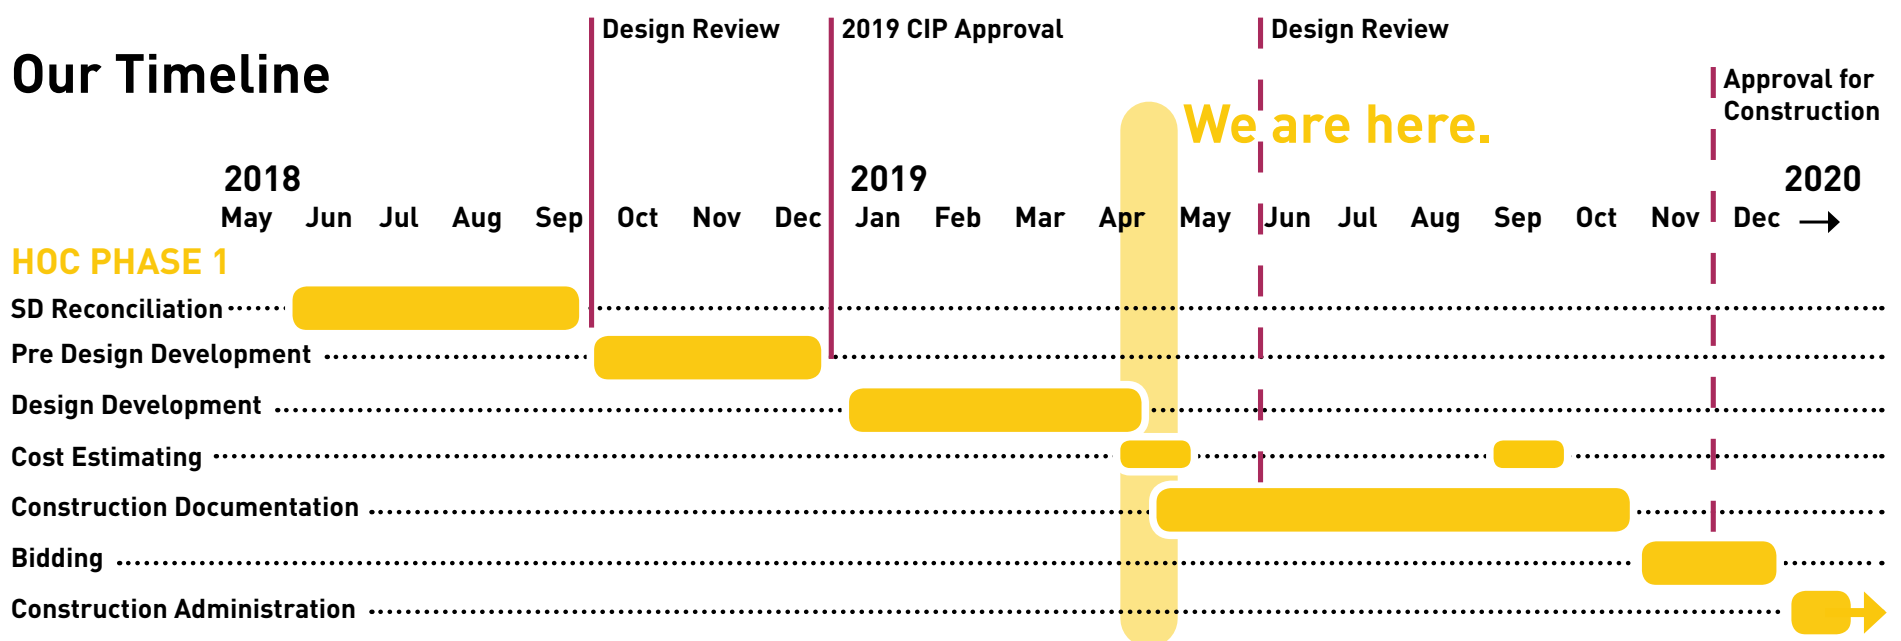 Design Review
2019 CIP Approval
Design Review
Our Timeline
Approval for
Construction
We are here.
2018
2019
2020
May Jun Jul Aug Sep Oct Nov Dec Jan Feb Mar Apr May Jun Jul Aug Sep Oct Nov Dec
HOC PHASE 1
SD Reconciliation
Pre Design Development
Design Development
Cost Estimating
Construction Documentation
Bidding
Construction Administration